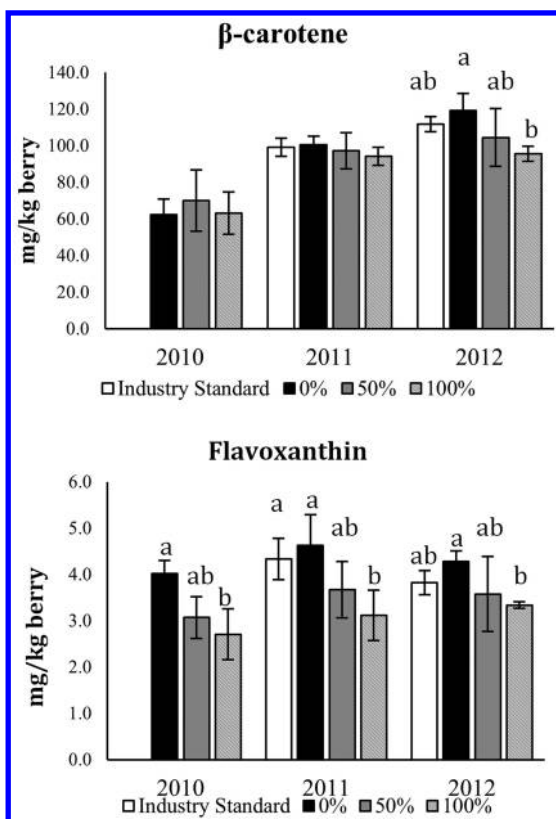 β-carotene
140.0
120.0
100.0
80.0
60.0
40.0
20.0
0.0
mg/kg berry
ab a ab b
2010 2011 2012
Industry Standard 0% 50% 100%
Flavoxanthin
6.0
5.0
4.0
3.0
2.0
1.0
0.0
mg/kg berry
a ab b a a ab b ab a ab b
2010 2011 2012
Industry Standard 0% 50% 100%